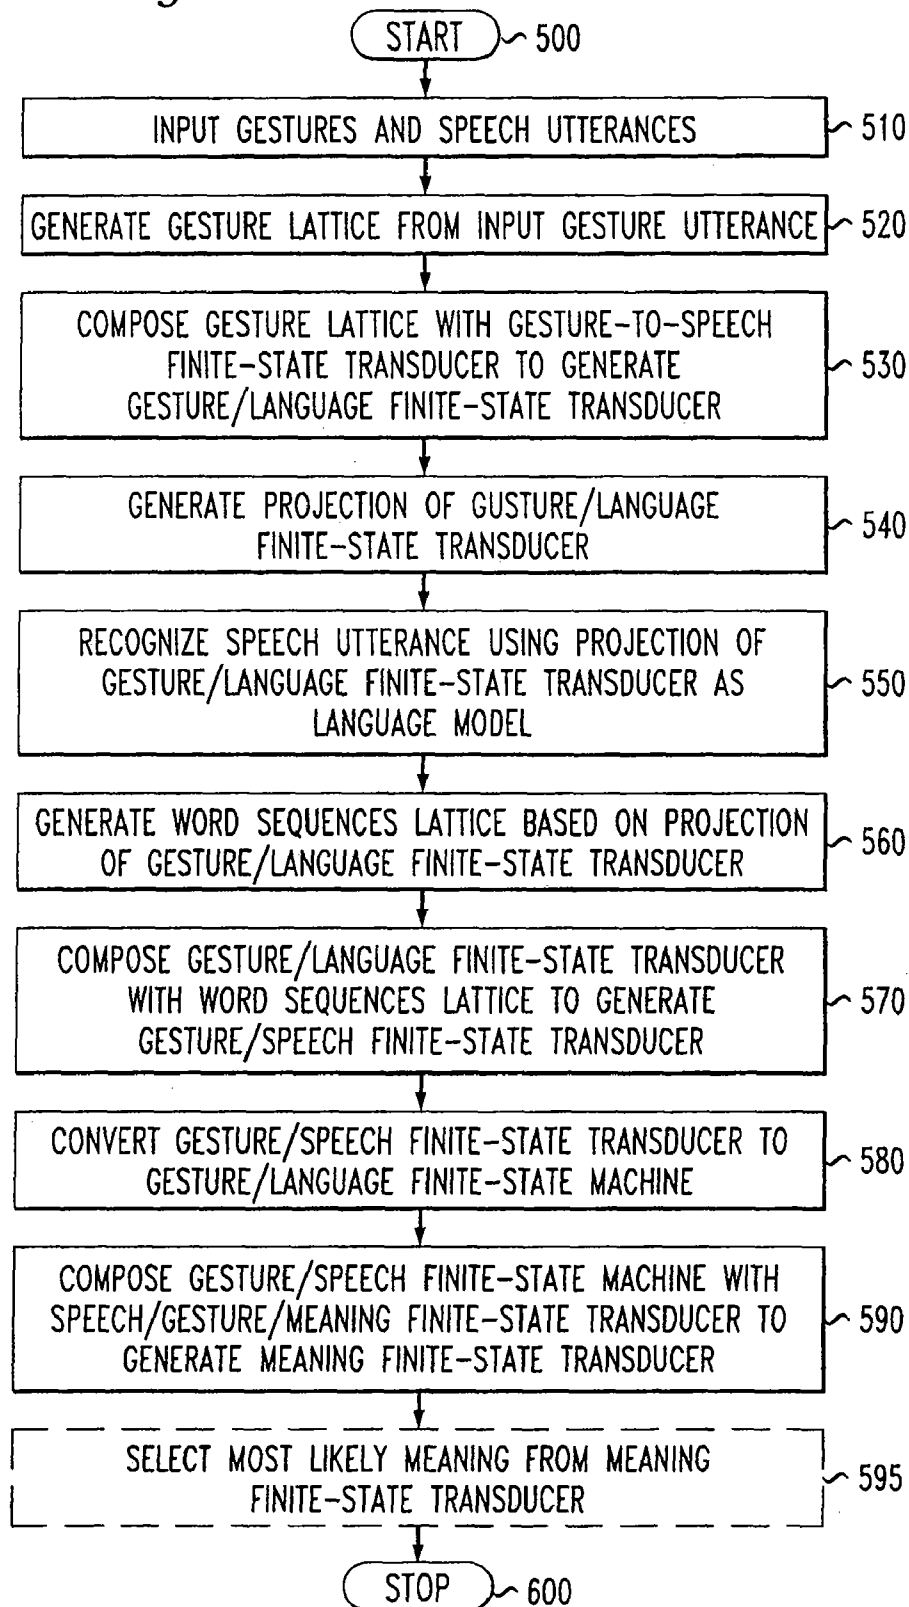 START 500
INPUT GESTURES AND SPEECH UTTERANCES 510
GENERATE GESTURE LATTICE FROM INPUT GESTURE UTTERANCE 520
COMPOSE GESTURE LATTICE WITH GESTURE-TO-SPEECH
FINITE-STATE TRANSDUCER TO GENERATE 530
GESTURE/LANGUAGE FINITE-STATE TRANSDUCER
GENERATE PROJECTION OF GUSTURE/LANGUAGE
FINITE-STATE TRANSDUCER 540
RECOGNIZE SPEECH UTTERANCE USING PROJECTION OF
GESTURE/LANGUAGE FINITE-STATE TRANSDUCER AS 550
LANGUAGE MODEL
GENERATE WORD SEQUENCES LATTICE BASED ON PROJECTION
OF GESTURE/LANGUAGE FINITE-STATE TRANSDUCER 560
COMPOSE GESTURE/LANGUAGE FINITE-STATE TRANSDUCER
WITH WORD SEQUENCES LATTICE TO GENERATE 570
GESTURE/SPEECH FINITE-STATE TRANSDUCER
CONVERT GESTURE/SPEECH FINITE-STATE TRANSDUCER TO
GESTURE/LANGUAGE FINITE-STATE MACHINE 580
COMPOSE GESTURE/SPEECH FINITE-STATE MACHINE WITH
SPEECH/GESTURE/MEANING FINITE-STATE TRANSDUCER TO 590
GENERATE MEANING FINITE-STATE TRANSDUCER
SELECT MOST LIKELY MEANING FROM MEANING
FINITE-STATE TRANSDUCER 595
STOP 600